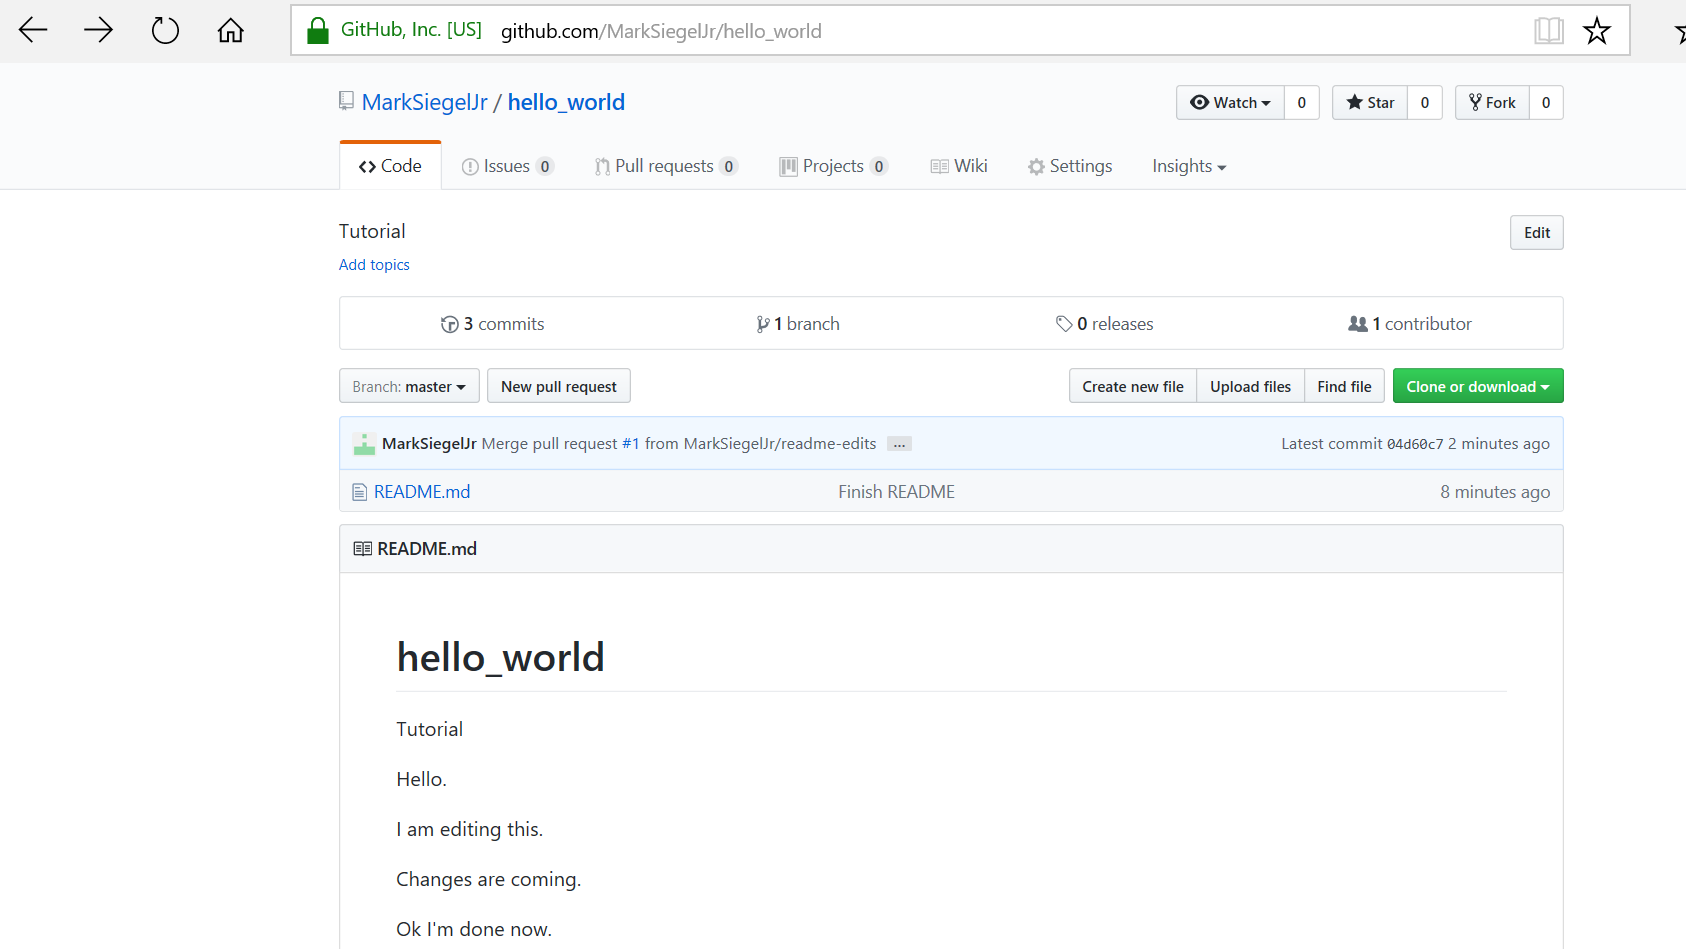 GitHub, Inc. [US] github.com/MarkSiegelJr/hello_world
MarkSiegelJr / hello_world Watch 0 Star 0 Fork 0
Code Issues 0 Pull requests 0 Projects 0 Wiki Settings Insights
Tutorial Edit
Add topics
3 commits 1 branch 0 releases 1 contributor
Branch: master New pull request Create new file Upload files Find file Clone or download
MarkSiegelJr Merge pull request #1 from MarkSiegelJr/readme-edits ... Latest commit 04d60c7 2 minutes ago
README.md Finish README 8 minutes ago
README.md
hello_world
Tutorial
Hello.
I am editing this.
Changes are coming.
Ok I'm done now.